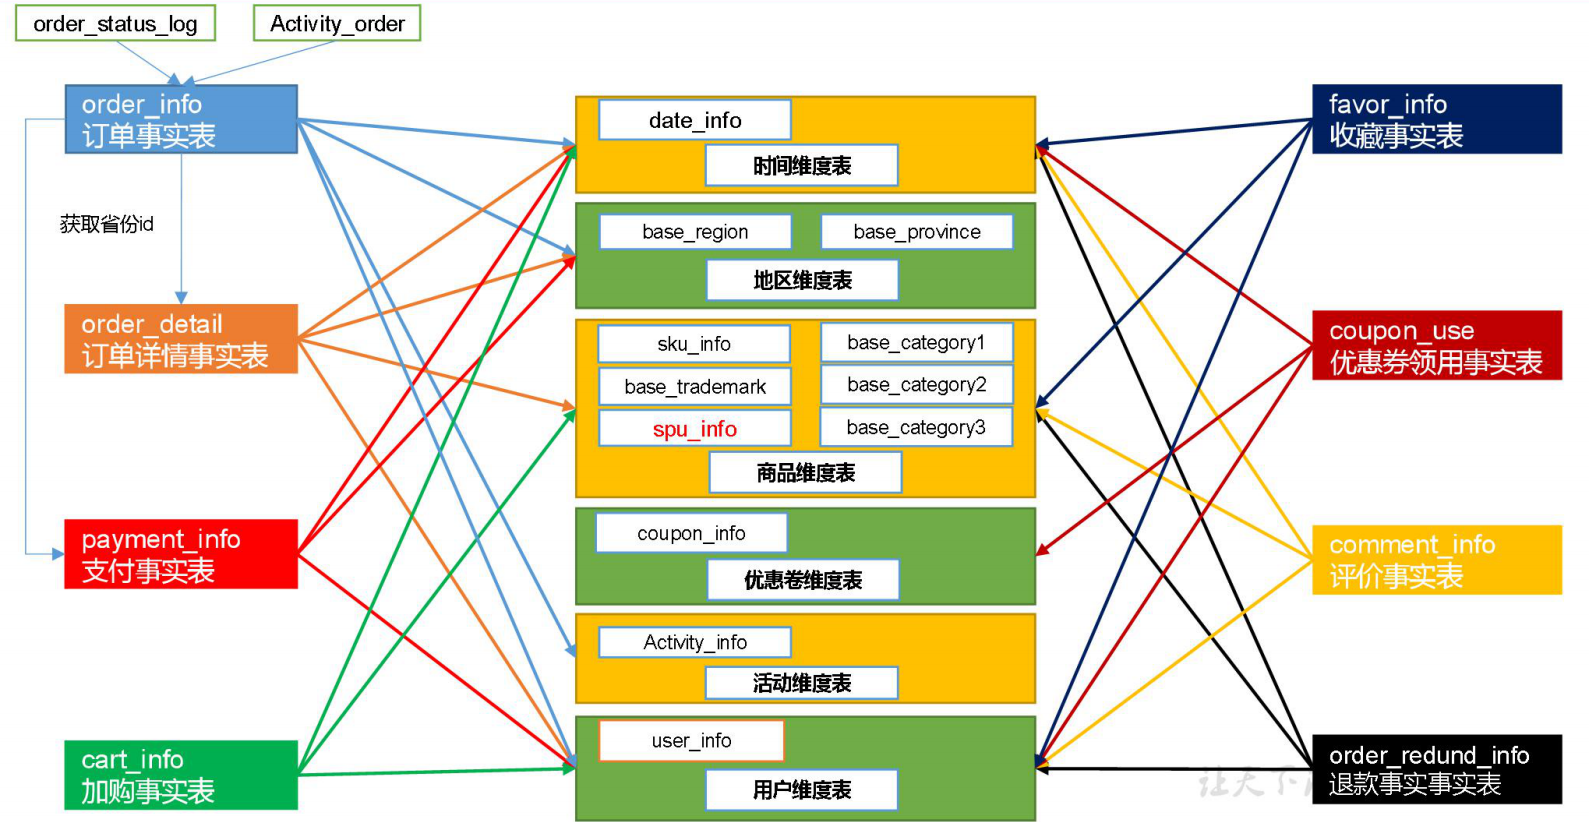 order_status_log
Activity_order
order_info
订单事实表
获取省份id
order_detail
订单详情事实表
payment_info
支付事实表
cart_info
加购事实表
date_info
时间维度表
base_region
base_province
地区维度表
sku_info
base_category1
base_trademark
base_category2
spu_info
base_category3
商品维度表
coupon_info
优惠卷维度表
Activity_info
活动维度表
user_info
用户维度表
favor_info
收藏事实表
coupon_use
优惠券领用事实表
comment_info
评价事实表
order_redund_info
退款事实事实表
让天下